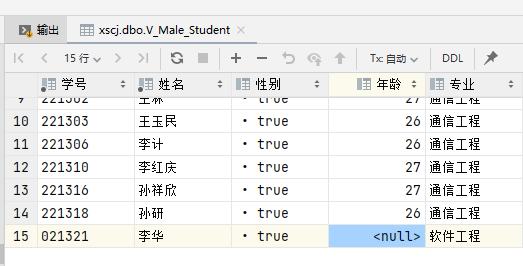 输出 xscj.dbo.V_Male_Student
15 行 Tx: 自动 DDL
学号 姓名 性别 年龄 专业
9 221302 王林 true 27 通信工程
10 221303 王玉民 true 26 通信工程
11 221306 李计 true 26 通信工程
12 221310 李红庆 true 27 通信工程
13 221316 孙祥欣 true 27 通信工程
14 221318 孙研 true 26 通信工程
15 021321 李华 true <null> 软件工程